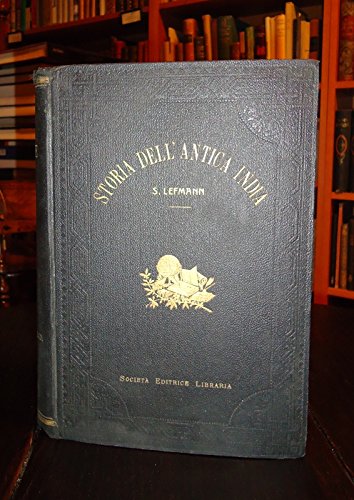 STORIA DELL'ANTICA INDIA
S. LEFMANN
SOCIETÀ EDITRICE LIBRARIA